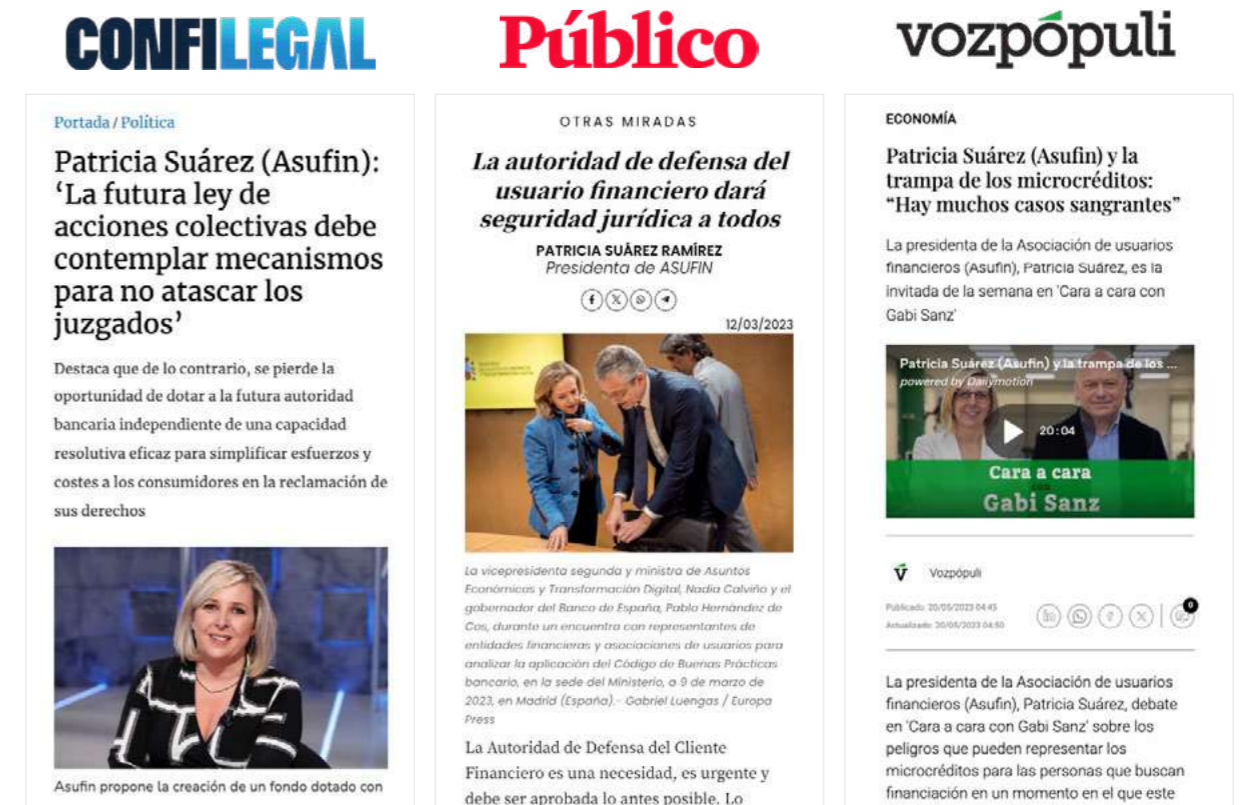 CONFILEGAL
Portada / Política
Patricia Suárez (Asufin):
‘La futura ley de
acciones colectivas debe
contemplar mecanismos
para no atascar los
juzgados’
Destaca que de lo contrario, se pierde la
oportunidad de dotar a la futura autoridad
bancaria independiente de una capacidad
resolutiva eficaz para simplificar esfuerzos y
costes a los consumidores en la reclamación de
sus derechos
Asufin propone la creación de un fondo dotado con
Público
OTRAS MIRADAS
La autoridad de defensa del
usuario financiero dará
seguridad jurídica a todos
PATRICIA SUÁREZ RAMÍREZ
Presidenta de ASUFIN
12/03/2023
La vicepresidenta segunda y ministra de Asuntos
Económicos y Transformación Digital, Nadia Calviño y el
gobernador del Banco de España, Pablo Hernández de
Cos, durante un encuentro con representantes de
entidades financieras y asociaciones de usuarios para
analizar la aplicación del Código de Buenas Prácticas
bancario, en la sede del Ministerio, a 9 de marzo de
2023, en Madrid (España).- Gabriel Luengas / Europa
Press
La Autoridad de Defensa del Cliente
Financiero es una necesidad, es urgente y
debe ser aprobada lo antes posible. Lo
vozpópuli
ECONOMÍA
Patricia Suárez (Asufin) y la
trampa de los microcréditos:
“Hay muchos casos sangrantes”
La presidenta de la Asociación de usuarios
financieros (Asufin), Patricia Suárez, es la
invitada de la semana en 'Cara a cara con
Gabi Sanz'
Patricia Suárez (Asufin) y la trampa de los ...
powered by Dailymotion
20:04
Cara a cara
con
Gabi Sanz
Vozpópuli
Publicado: 20/05/2023 04:45
Actualizado: 20/05/2023 04:50
0
La presidenta de la Asociación de usuarios
financieros (Asufin), Patricia Suárez, debate
en 'Cara a cara con Gabi Sanz' sobre los
peligros que pueden representar los
microcréditos para las personas que buscan
financiación en un momento en el que este